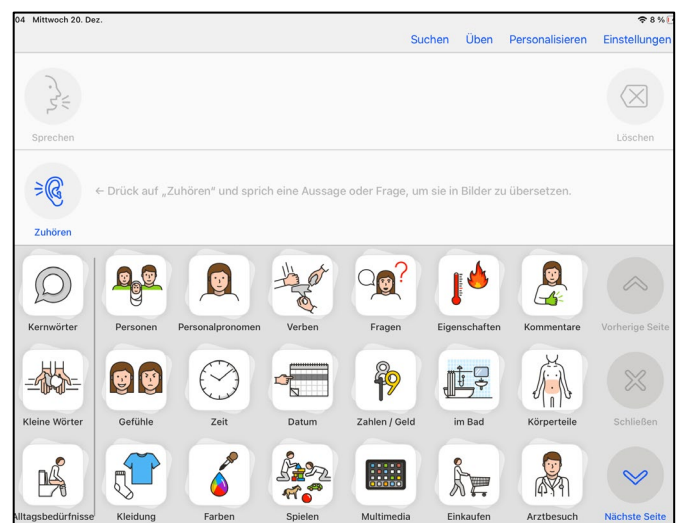 04 Mittwoch 20. Dez. 8 %
Suchen Üben Personalisieren Einstellungen
Sprechen Löschen
← Drück auf „Zuhören“ und sprich eine Aussage oder Frage, um sie in Bilder zu übersetzen.
Zuhören
?
Kernwörter Personen Personalpronomen Verben Fragen Eigenschaften Kommentare Vorherige Seite
Kleine Wörter Gefühle Zeit Datum Zahlen / Geld im Bad Körperteile Schließen
Alltagsbedürfnisse Kleidung Farben Spielen Multimedia Einkaufen Arztbesuch Nächste Seite